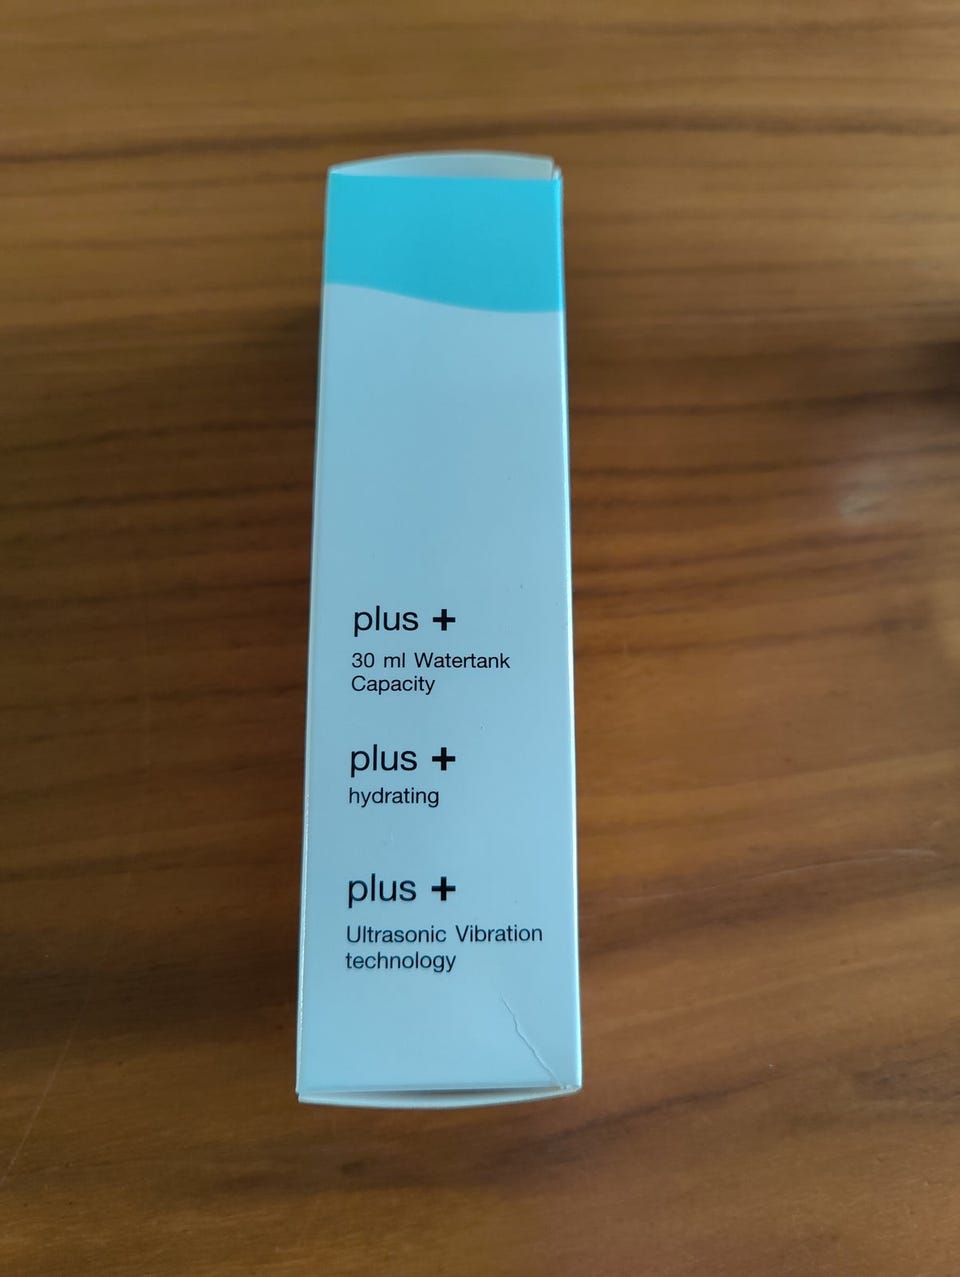 plus +
30 ml Watertank
Capacity
plus +
hydrating
plus +
Ultrasonic Vibration
technology